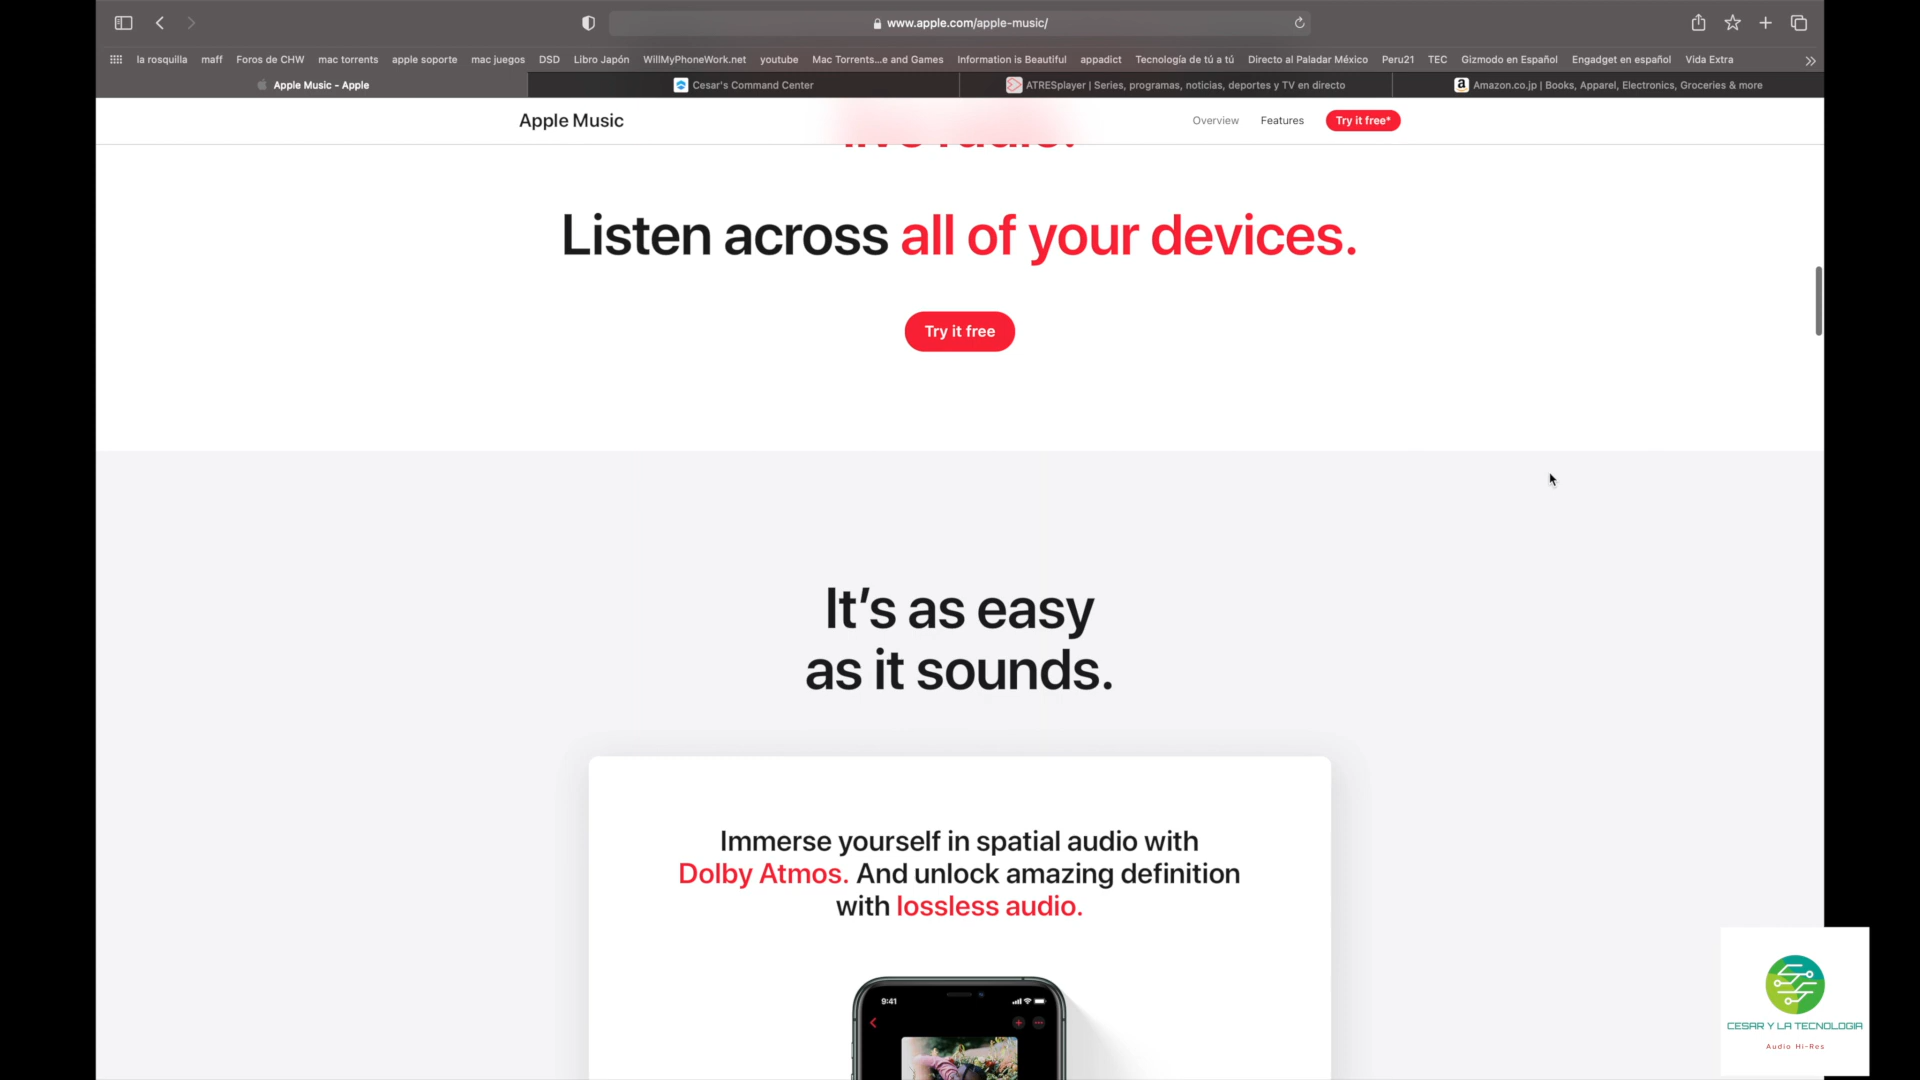 www.apple.com/apple-music/
la rosquilla maff Foros de CHW mac torrents apple soporte mac juegos DSD Libro Japón WillMyPhoneWork.net youtube Mac Torrents...e and Games Information is Beautiful appadict Tecnología de tú a tú Directo al Paladar México Peru21 TEC Gizmodo en Español Engadget en español Vida Extra
Apple Music - Apple
Cesar's Command Center
ATRESplayer | Series, programas, noticias, deportes y TV en directo
Amazon.co.jp | Books, Apparel, Electronics, Groceries & more
Apple Music
Overview Features Try it free*
live radio.
Listen across all of your devices.
Try it free
It's as easy
as it sounds.
Immerse yourself in spatial audio with
Dolby Atmos. And unlock amazing definition
with lossless audio.
9:41
CESAR Y LA TECNOLOGIA
Audio Hi-Res